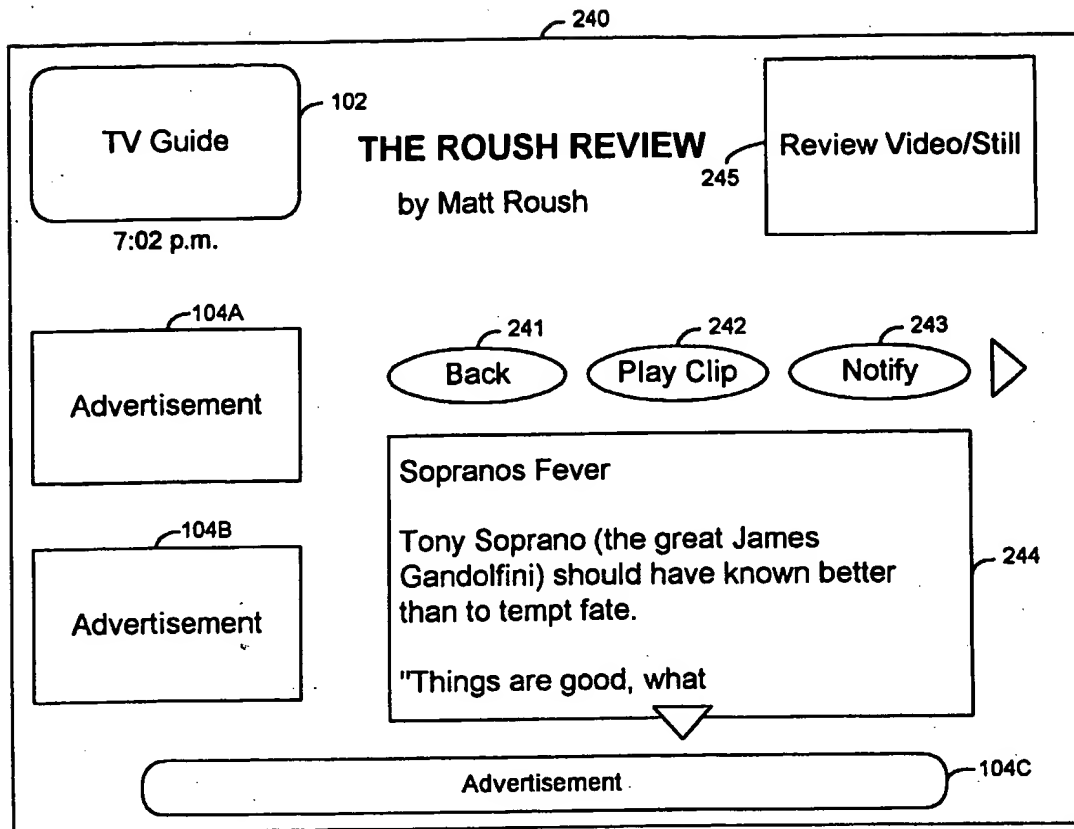 240
TV Guide
102
THE ROUSH REVIEW
by Matt Roush
245
Review Video/Still
7:02 p.m.
104A
Advertisement
241
Back
242
Play Clip
243
Notify
104B
Advertisement
Sopranos Fever
Tony Soprano (the great James
Gandolfini) should have known better
than to tempt fate.
"Things are good, what
244
Advertisement
104C